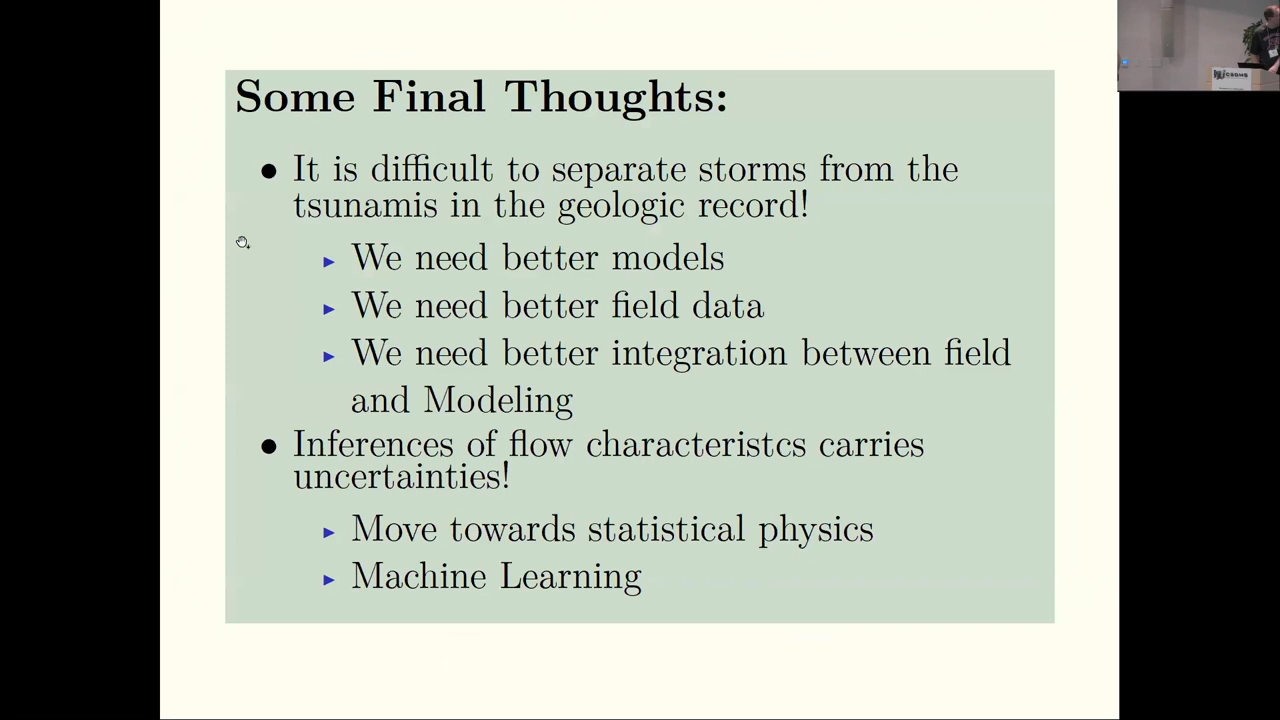 Some Final Thoughts:
● It is difficult to separate storms from the
tsunamis in the geologic record!
▶ We need better models
▶ We need better field data
▶ We need better integration between field
and Modeling
● Inferences of flow characteristcs carries
uncertainties!
▶ Move towards statistical physics
▶ Machine Learning
CSDMS